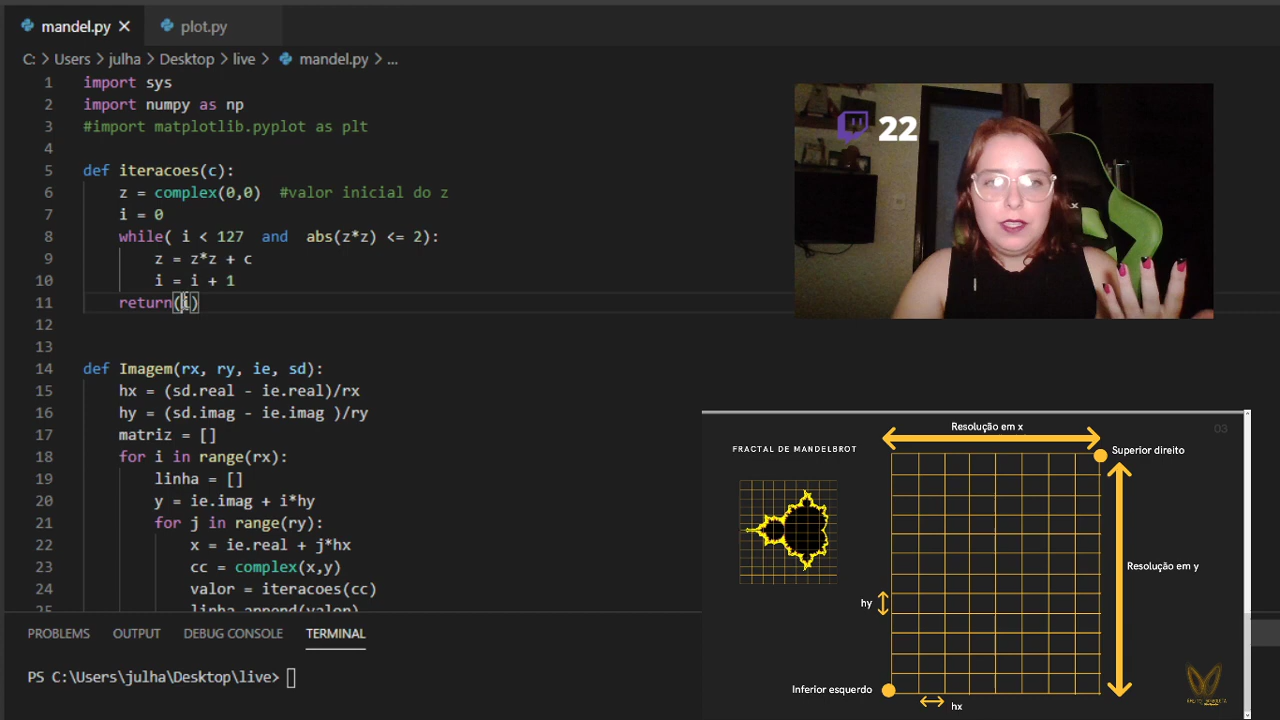 mandel.py
plot.py
C: > Users > julha > Desktop > live > mandel.py > ...
1 import sys
2 import numpy as np
3 #import matplotlib.pyplot as plt
4
5 def iteracoes(c):
6 z = complex(0,0) #valor inicial do z
7 i = 0
8 while( i < 127 and abs(z*z) <= 2):
9 z = z*z + c
10 i = i + 1
11 return(i)
12
13
14 def Imagem(rx, ry, ie, sd):
15 hx = (sd.real - ie.real)/rx
16 hy = (sd.imag - ie.imag )/ry
17 matriz = []
18 for i in range(rx):
19 linha = []
20 y = ie.imag + i*hy
21 for j in range(ry):
22 x = ie.real + j*hx
23 cc = complex(x,y)
24 valor = iteracoes(cc)
25 linha.append(valor)
PROBLEMS OUTPUT DEBUG CONSOLE TERMINAL
PS C:\Users\julha\Desktop\live>
22
03
Resolução em x
FRACTAL DE MANDELBROT
Superior direito
Resolução em y
hy
Inferior esquerdo
hx